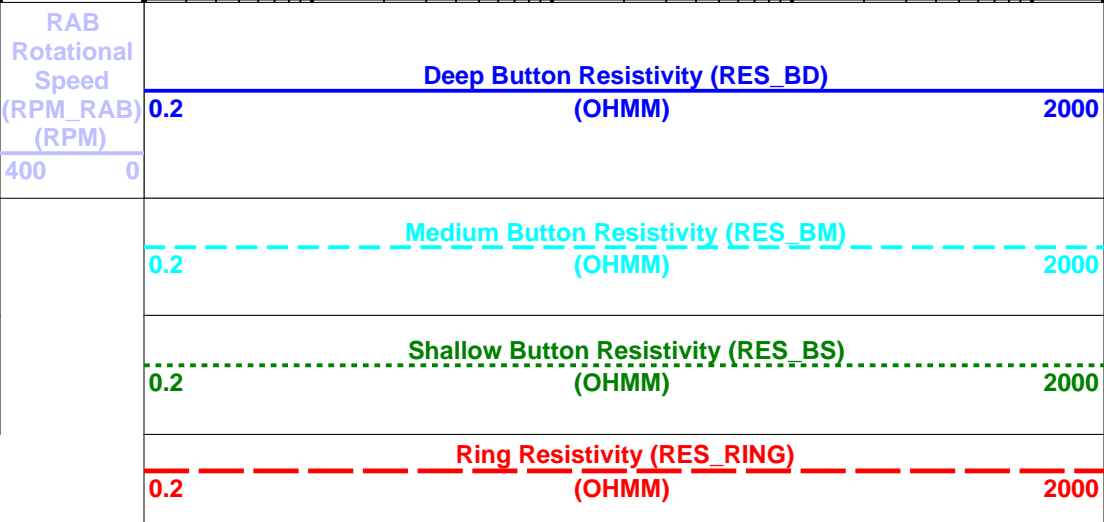 RAB
Rotational
Speed
(RPM_RAB)
(RPM)
400 0
Deep Button Resistivity (RES_BD)
0.2 (OHMM) 2000
Medium Button Resistivity (RES_BM)
0.2 (OHMM) 2000
Shallow Button Resistivity (RES_BS)
0.2 (OHMM) 2000
Ring Resistivity (RES_RING)
0.2 (OHMM) 2000